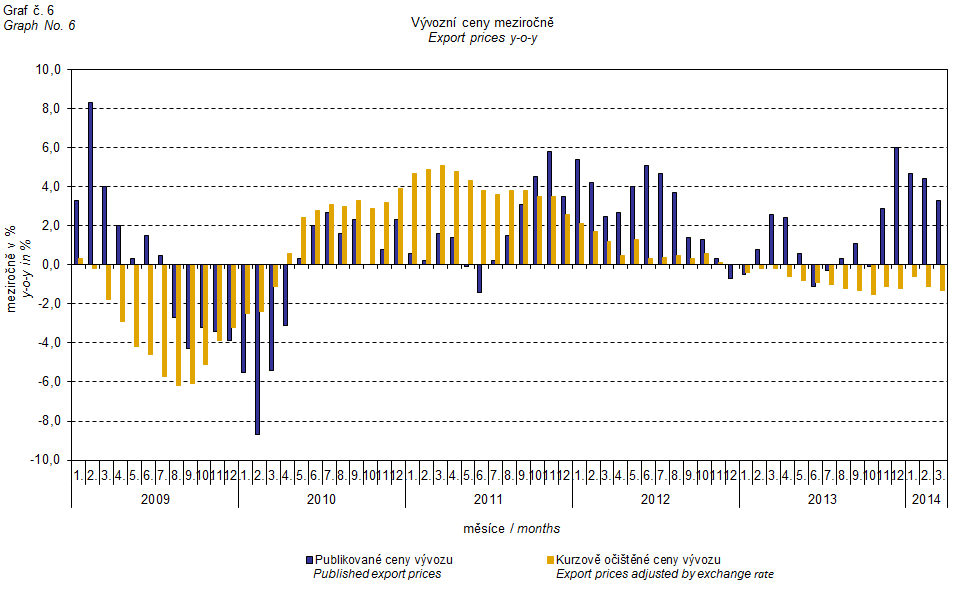 Graf č. 6
Graph No. 6
Vývozní ceny meziročně
Export prices y-o-y
10,0
8,0
6,0
4,0
2,0
0,0
-2,0
-4,0
-6,0
-8,0
-10,0
meziročně v %
y-o-y in %
1. 2. 3. 4. 5. 6. 7. 8. 9. 10 11 12 1. 2. 3. 4. 5. 6. 7. 8. 9. 10 11 12 1. 2. 3. 4. 5. 6. 7. 8. 9. 10 11 12 1. 2. 3. 4. 5. 6. 7. 8. 9. 10 11 12 1. 2. 3. 4. 5. 6. 7. 8. 9. 10 11 12 1. 2. 3.
2009 2010 2011 2012 2013 2014
měsíce / months
Publikované ceny vývozu
Published export prices
Kurzově očištěné ceny vývozu
Export prices adjusted by exchange rate